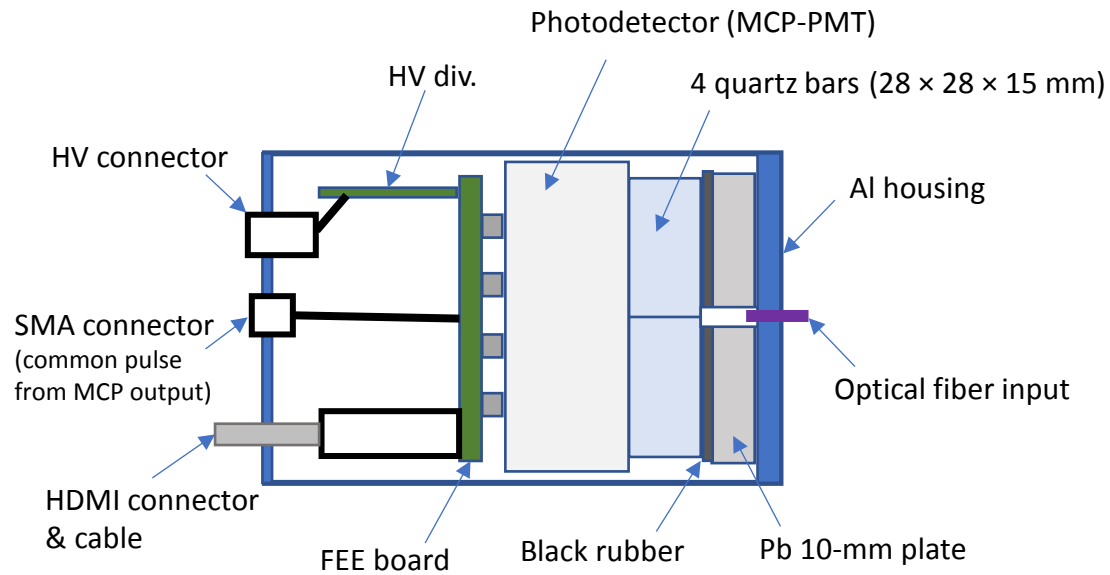 Photodetector (MCP-PMT)
HV div.
4 quartz bars (28 × 28 × 15 mm)
HV connector
Al housing
SMA connector
(common pulse
from MCP output)
Optical fiber input
HDMI connector
& cable
FEE board
Black rubber
Pb 10-mm plate